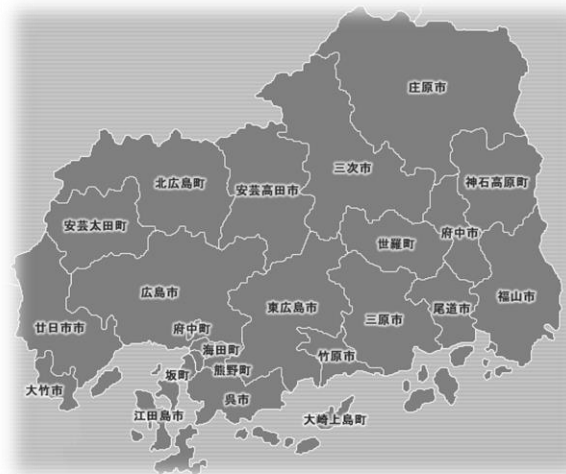 庄原市
三次市
北広島町
安芸高田市
神石高原町
安芸太田町
世羅町
府中市
広島市
東広島市
三原市
尾道市
福山市
廿日市市
府中町
海田町
竹原市
坂町
熊野町
大竹市
呉市
江田島市
大崎上島町